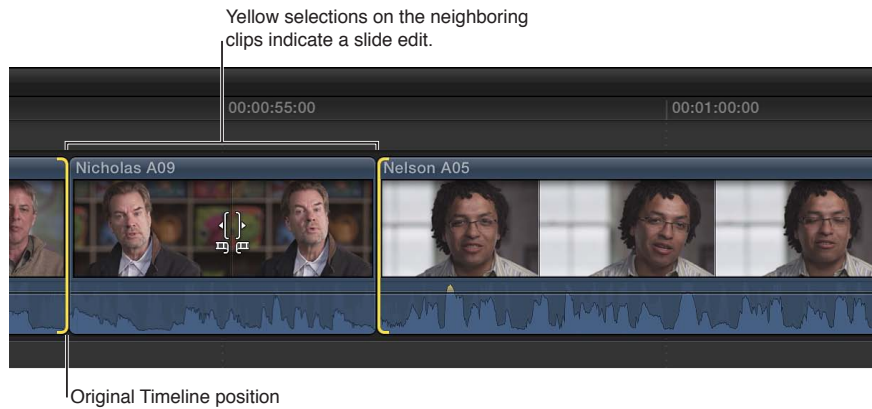 Yellow selections on the neighboring
clips indicate a slide edit.
00:00:55:00
00:01:00:00
Nicholas A09
Nelson A05
Original Timeline position